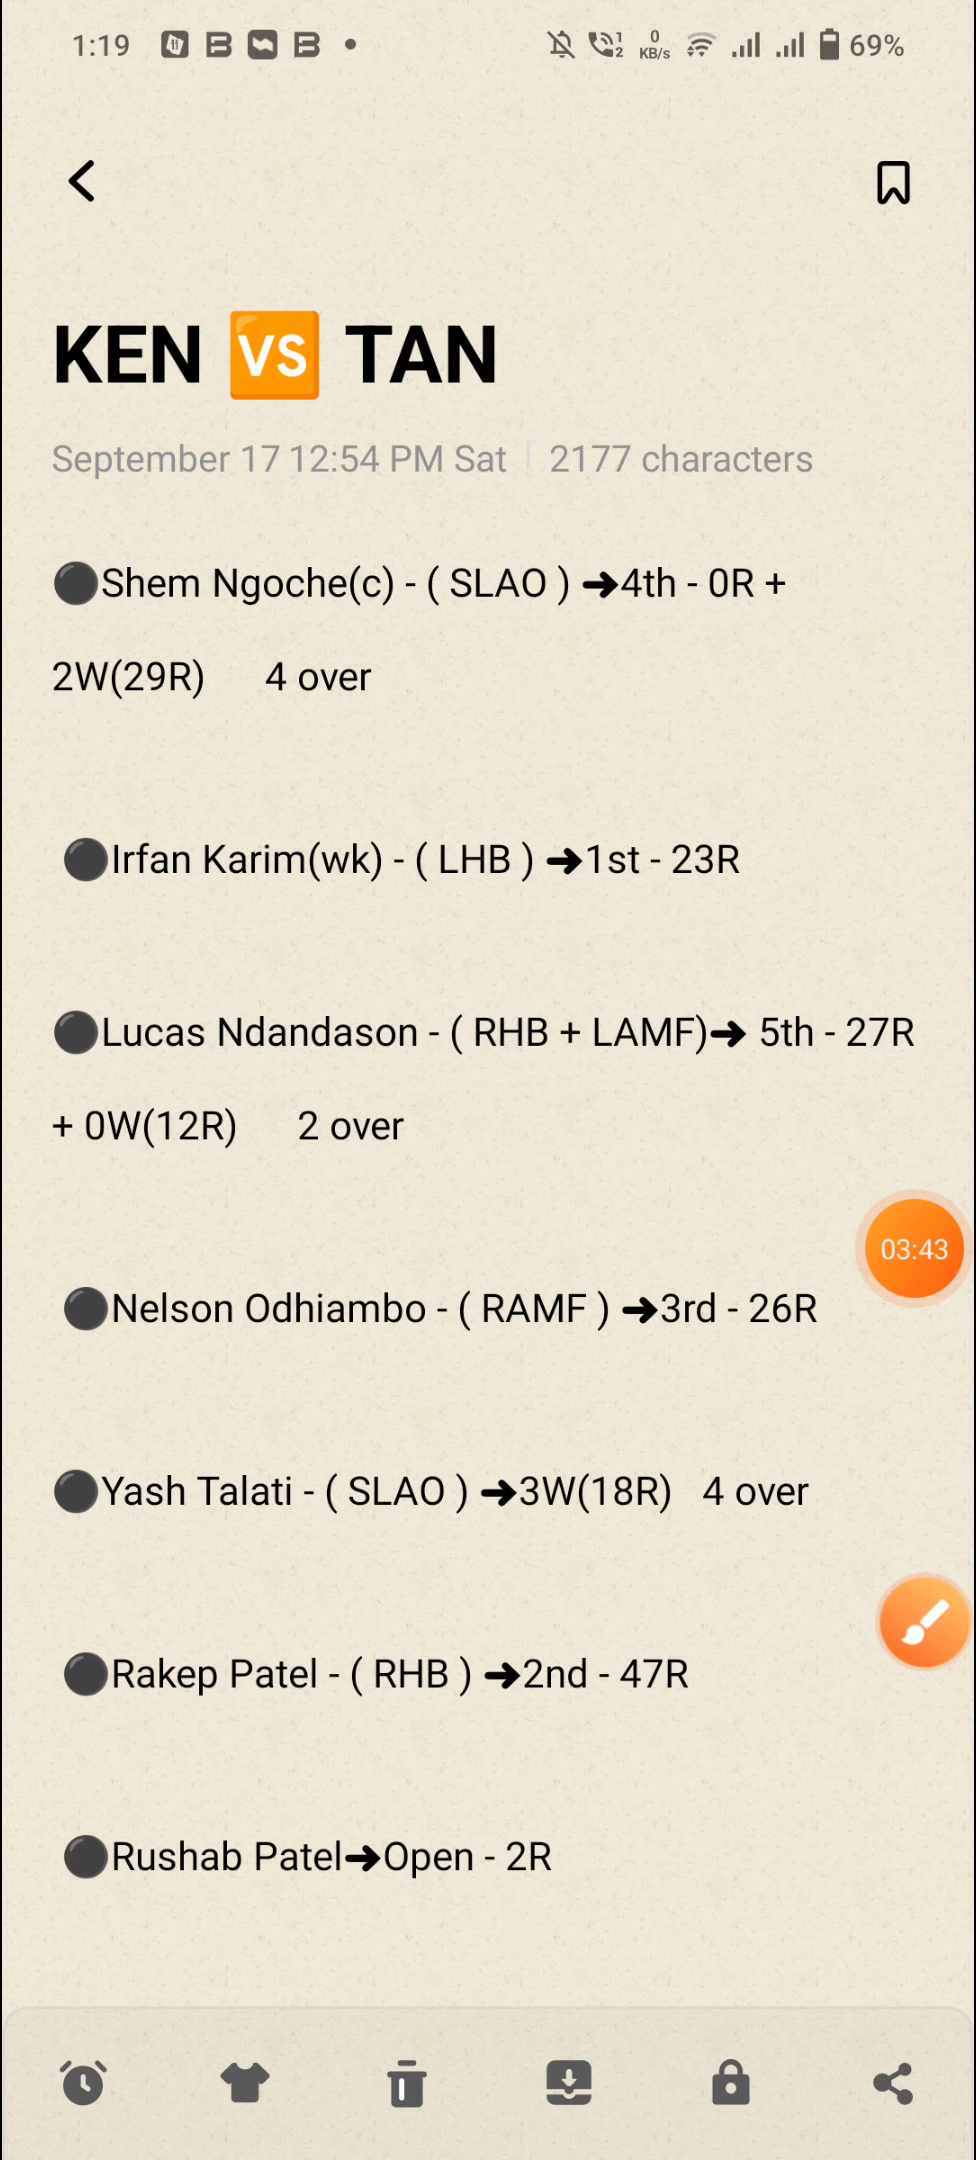 1:19 0 KB/s 69%
KEN VS TAN
September 17 12:54 PM Sat | 2177 characters
⚫Shem Ngoche(c) - ( SLAO ) ➜4th - 0R +
2W(29R) 4 over
⚫Irfan Karim(wk) - ( LHB ) ➜1st - 23R
⚫Lucas Ndandason - ( RHB + LAMF)➜ 5th - 27R
+ 0W(12R) 2 over
03:43
⚫Nelson Odhiambo - ( RAMF ) ➜3rd - 26R
⚫Yash Talati - ( SLAO ) ➜3W(18R) 4 over
⚫Rakep Patel - ( RHB ) ➜2nd - 47R
⚫Rushab Patel➜Open - 2R